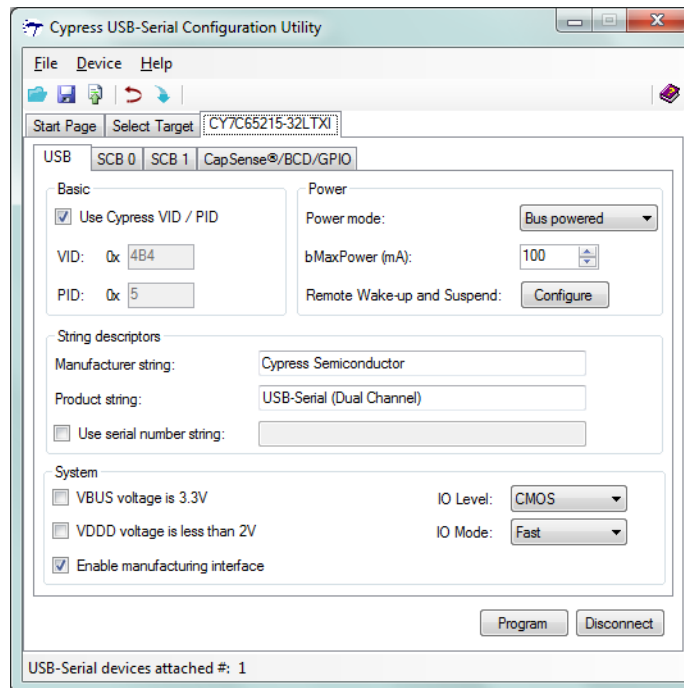 Cypress USB-Serial Configuration Utility
File Device Help
Start Page Select Target CY7C65215-32LTXI
USB SCB 0 SCB 1 CapSense®/BCD/GPIO
Basic
Use Cypress VID / PID
VID: 0x 4B4
PID: 0x 5
Power
Power mode: Bus powered
bMaxPower (mA): 100
Remote Wake-up and Suspend: Configure
String descriptors
Manufacturer string: Cypress Semiconductor
Product string: USB-Serial (Dual Channel)
Use serial number string:
System
VBUS voltage is 3.3V
VDDD voltage is less than 2V
Enable manufacturing interface
IO Level: CMOS
IO Mode: Fast
Program Disconnect
USB-Serial devices attached #: 1